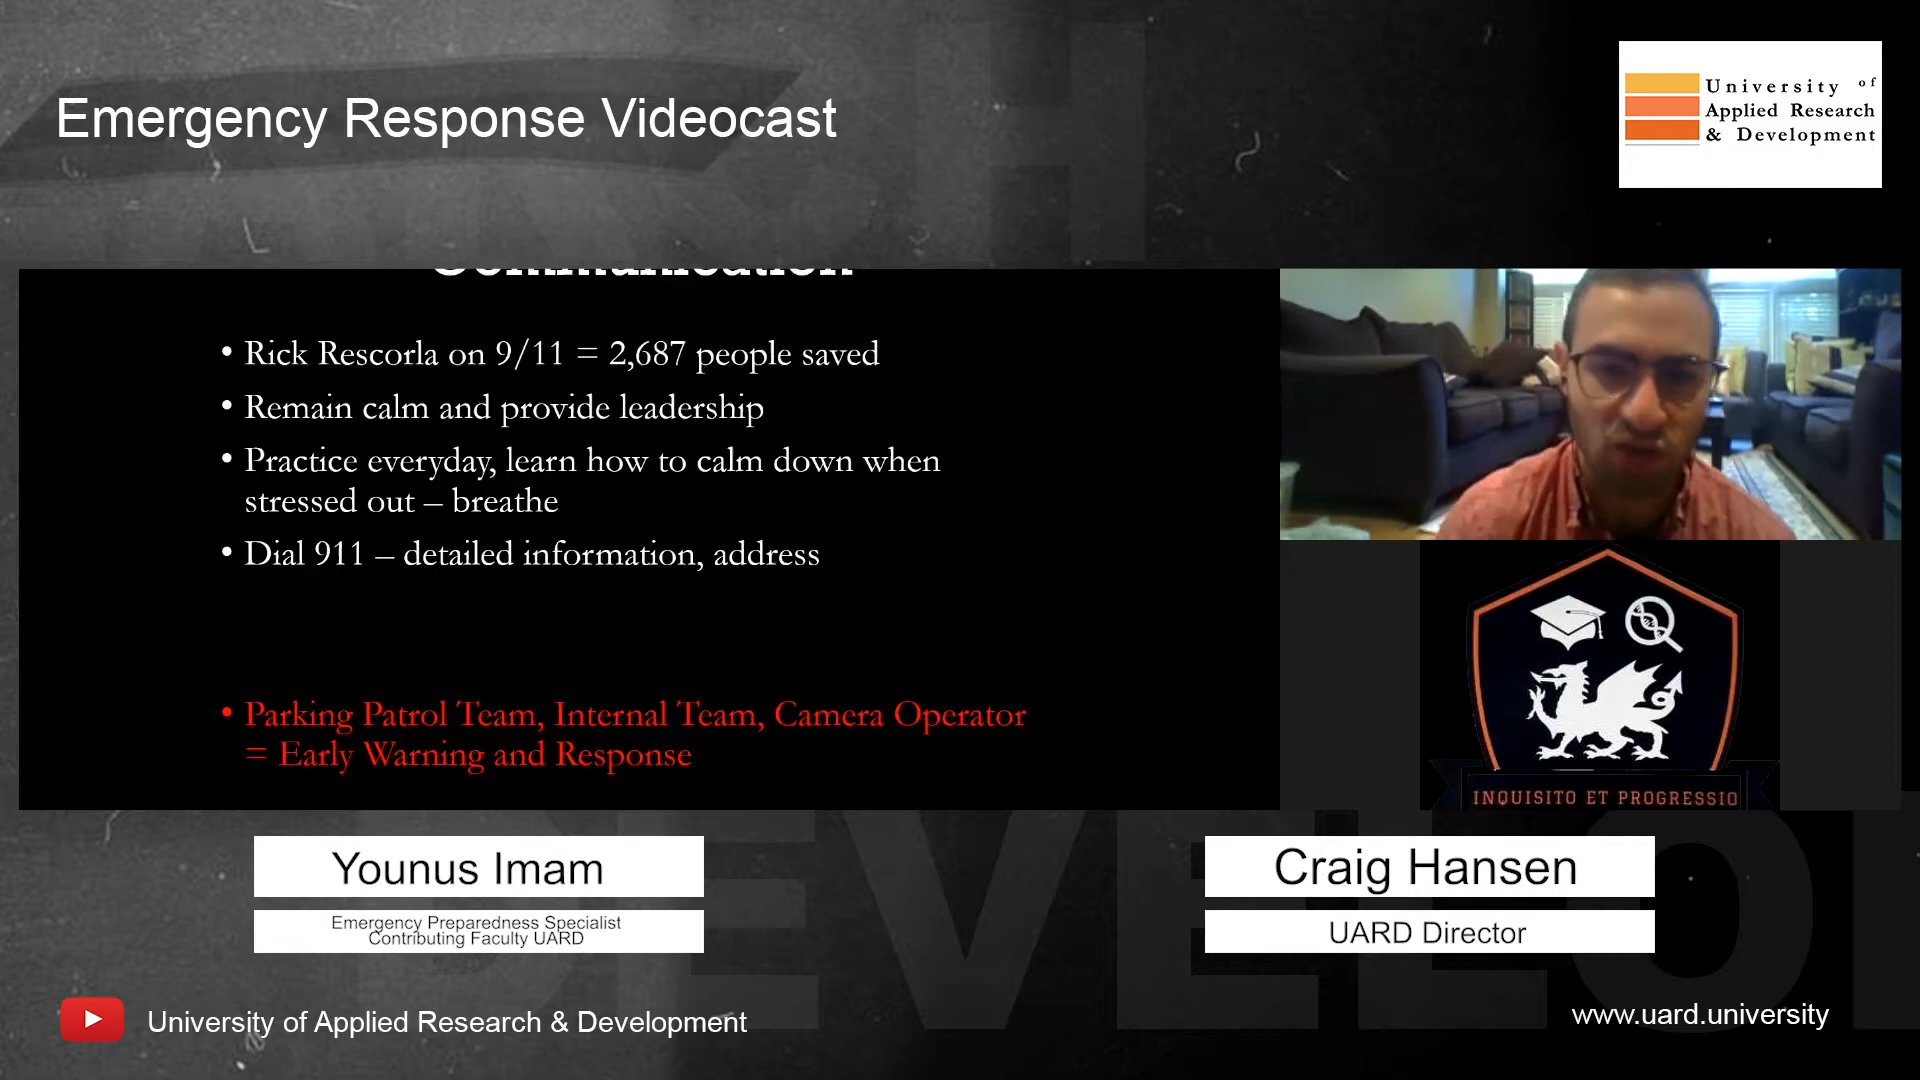 Emergency Response Videocast
University of
Applied Research
& Development
Communication
• Rick Rescorla on 9/11 = 2,687 people saved
• Remain calm and provide leadership
• Practice everyday, learn how to calm down when
stressed out – breathe
• Dial 911 – detailed information, address
• Parking Patrol Team, Internal Team, Camera Operator
= Early Warning and Response
INQUISITO ET PROGRESSIO
Younus Imam
Emergency Preparedness Specialist
Contributing Faculty UARD
Craig Hansen
UARD Director
University of Applied Research & Development
www.uard.university
DEVELO